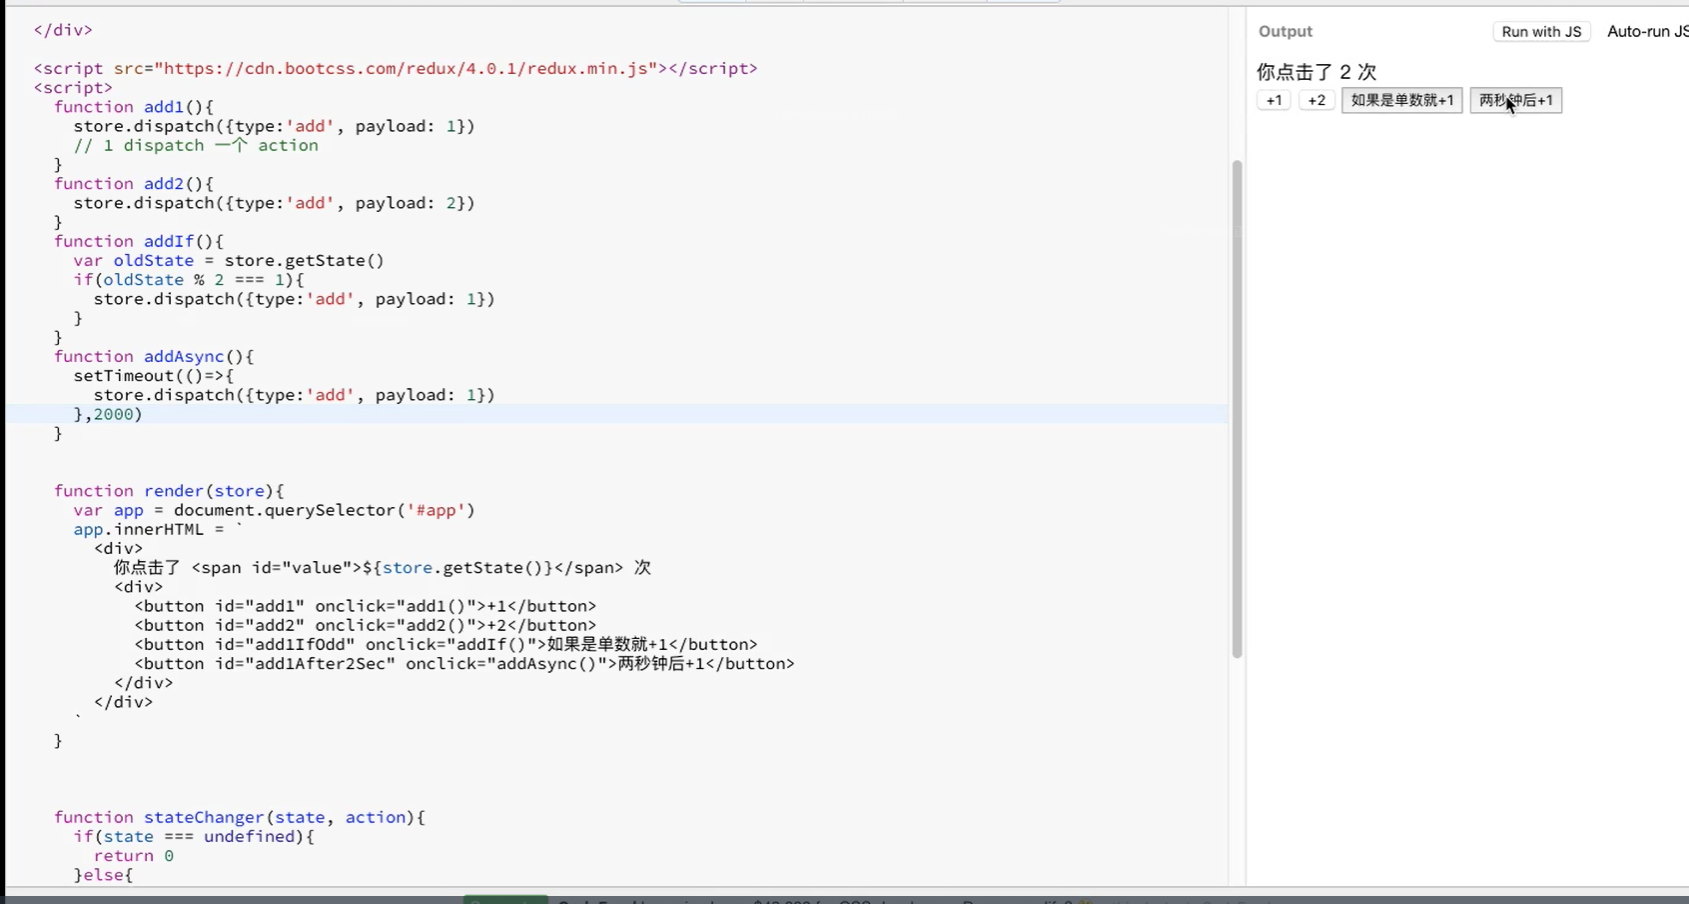 </div>
<script src="https://cdn.bootcss.com/redux/4.0.1/redux.min.js"></script>
<script>
function add1(){
store.dispatch({type:'add', payload: 1})
// 1 dispatch 一个 action
}
function add2(){
store.dispatch({type:'add', payload: 2})
}
function addIf(){
var oldState = store.getState()
if(oldState % 2 === 1){
store.dispatch({type:'add', payload: 1})
}
}
function addAsync(){
setTimeout(()=>{
store.dispatch({type:'add', payload: 1})
},2000)
}
function render(store){
var app = document.querySelector('#app')
app.innerHTML = `
<div>
你点击了 <span id="value">${store.getState()}</span> 次
<div>
<button id="add1" onclick="add1()">+1</button>
<button id="add2" onclick="add2()">+2</button>
<button id="add1IfOdd" onclick="addIf()">如果是单数就+1</button>
<button id="add1After2Sec" onclick="addAsync()">两秒钟后+1</button>
</div>
</div>
`
}
function stateChanger(state, action){
if(state === undefined){
return 0
}else{
Output Run with JS Auto-run JS
你点击了 2 次
+1 +2 如果是单数就+1 两秒钟后+1